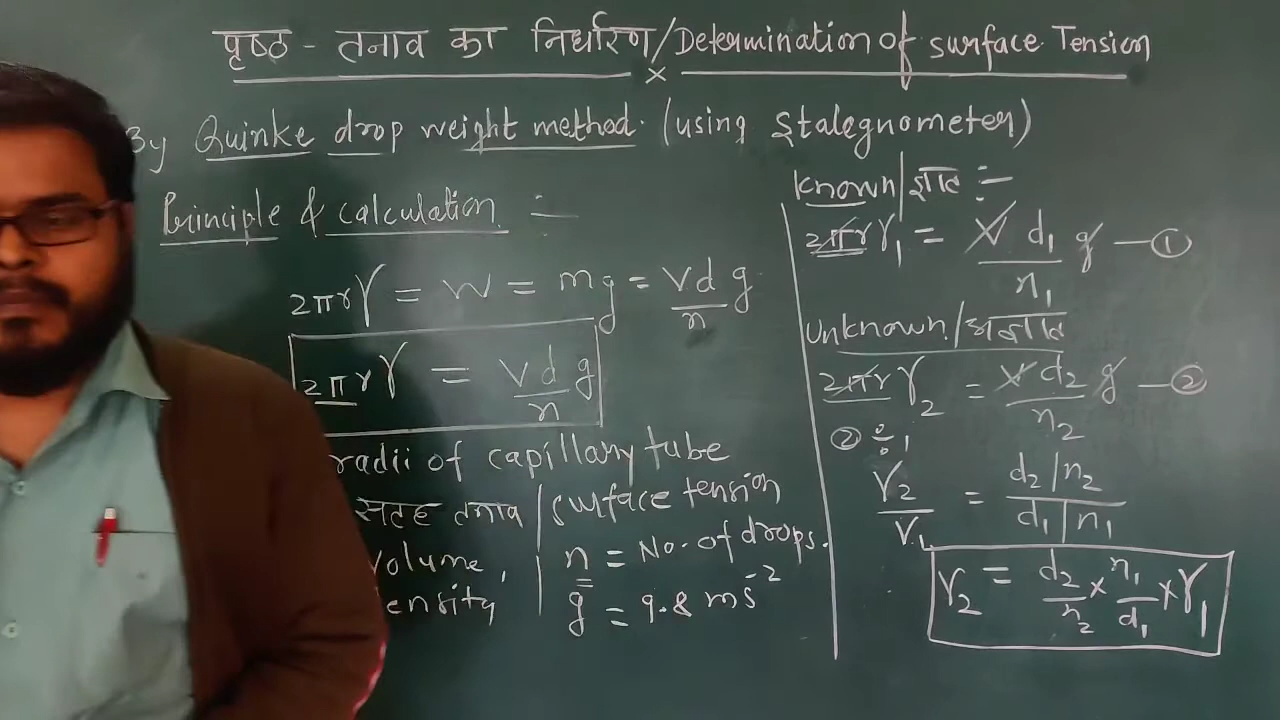 पृष्ठ - तनाव का निर्धारण/Determination of surface Tension
By Quinke drop weight method. (using stalegnometer)
Principle & calculation :-
2πrγ = W = mg = Vd/n g
2πrγ = Vd/n g
radii of capillary tube
सतह तनाव / surface tension
Volume,
ensity
n = No. of drops.
g = 9.8 ms⁻²
Known/ज्ञात :-
2πrγ₁ = V d₁/n₁ g —①
Unknown/अज्ञात
2πrγ₂ = V d₂/n₂ g —②
② ÷ 1
γ₂/γ₁ = d₂/n₂ / d₁/n₁
γ₂ = d₂/n₂ × n₁/d₁ × γ₁